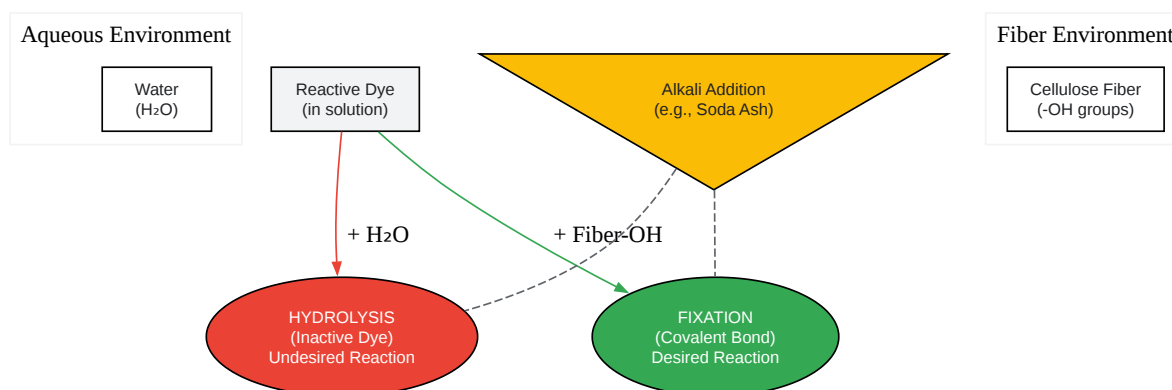 Aqueous Environment
Fiber Environment
Water
(H₂O)
Reactive Dye
(in solution)
Alkali Addition
(e.g., Soda Ash)
Cellulose Fiber
(-OH groups)
+ H₂O
+ Fiber-OH
HYDROLYSIS
(Inactive Dye)
Undesired Reaction
FIXATION
(Covalent Bond)
Desired Reaction